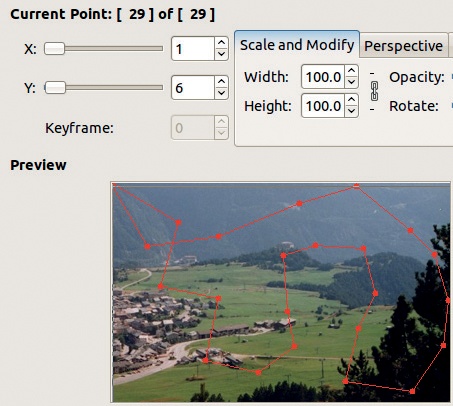 Current Point: [ 29 ] of [ 29 ]
X: 1
Y: 6
Keyframe: 0
Scale and Modify Perspective
Width: 100.0 Opacity:
Height: 100.0 Rotate:
Preview